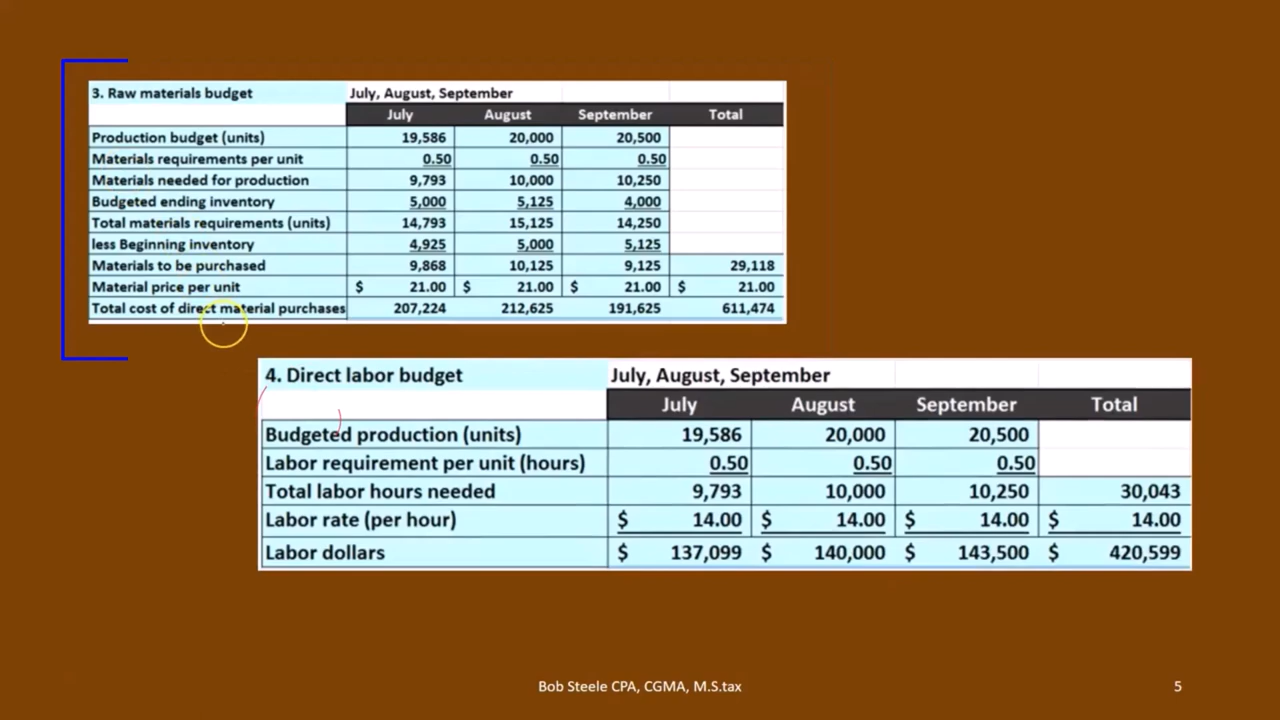 3. Raw materials budget July, August, September
July August September Total
Production budget (units) 19,586 20,000 20,500
Materials requirements per unit 0.50 0.50 0.50
Materials needed for production 9,793 10,000 10,250
Budgeted ending inventory 5,000 5,125 4,000
Total materials requirements (units) 14,793 15,125 14,250
less Beginning inventory 4,925 5,000 5,125
Materials to be purchased 9,868 10,125 9,125 29,118
Material price per unit $ 21.00 $ 21.00 $ 21.00 $ 21.00
Total cost of direct material purchases 207,224 212,625 191,625 611,474
4. Direct labor budget July, August, September
July August September Total
Budgeted production (units) 19,586 20,000 20,500
Labor requirement per unit (hours) 0.50 0.50 0.50
Total labor hours needed 9,793 10,000 10,250 30,043
Labor rate (per hour) $ 14.00 $ 14.00 $ 14.00 $ 14.00
Labor dollars $ 137,099 $ 140,000 $ 143,500 $ 420,599
Bob Steele CPA, CGMA, M.S.tax 5